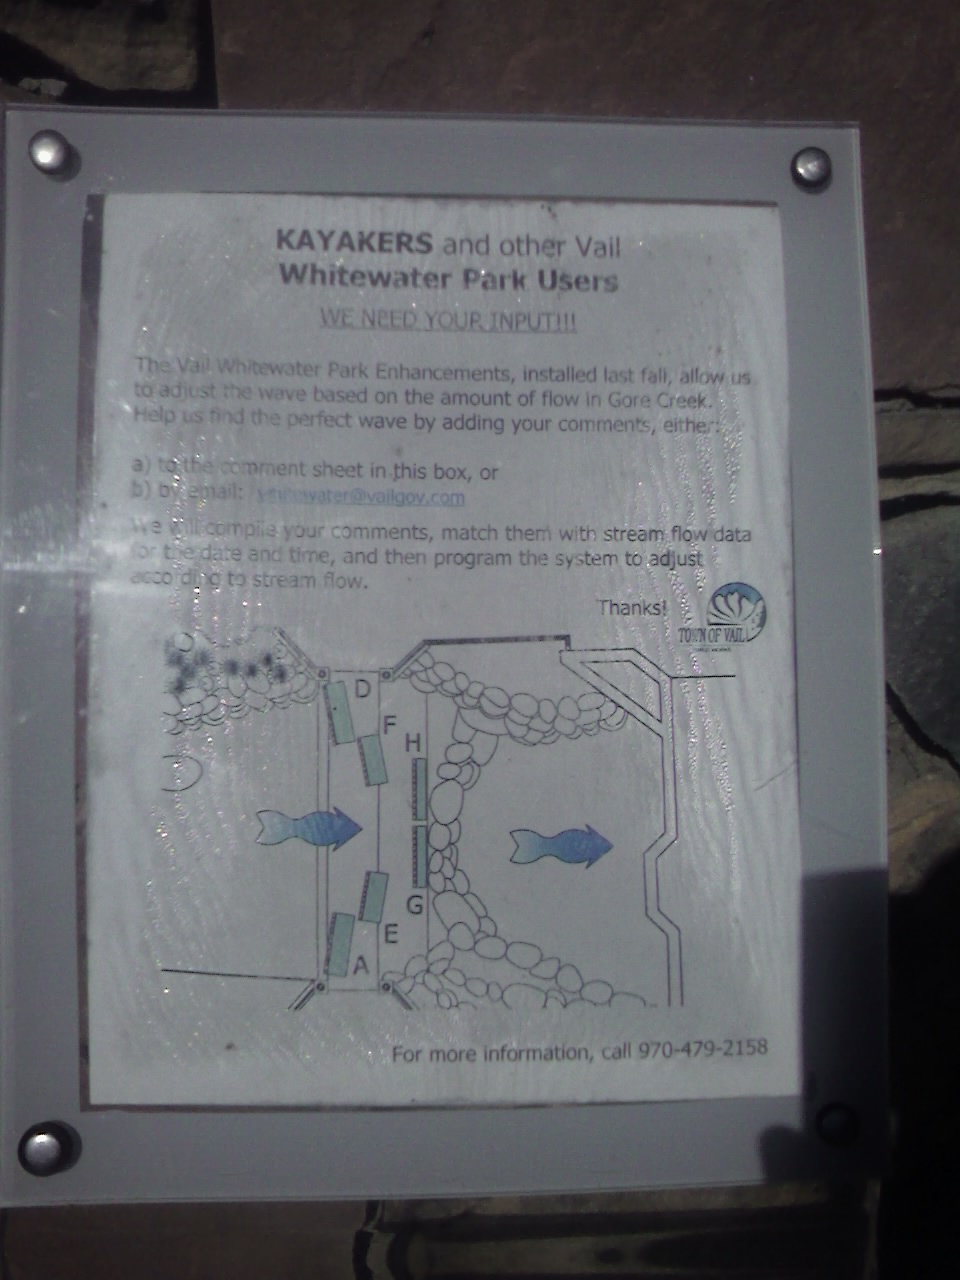 KAYAKERS and other Vail
Whitewater Park Users
WE NEED YOUR INPUT!!!
The Vail Whitewater Park Enhancements, installed last fall, allow us
to adjust the wave based on the amount of flow in Gore Creek.
Help us find the perfect wave by adding your comments, either:
a) to the comment sheet in this box, or
b) by email:
We will compile your comments, match them with stream flow data
for the date and time, and then program the system to adjust
according to stream flow.
Thanks!
TOWN OF VAIL
D
F
H
G
E
A
For more information, call 970-479-2158